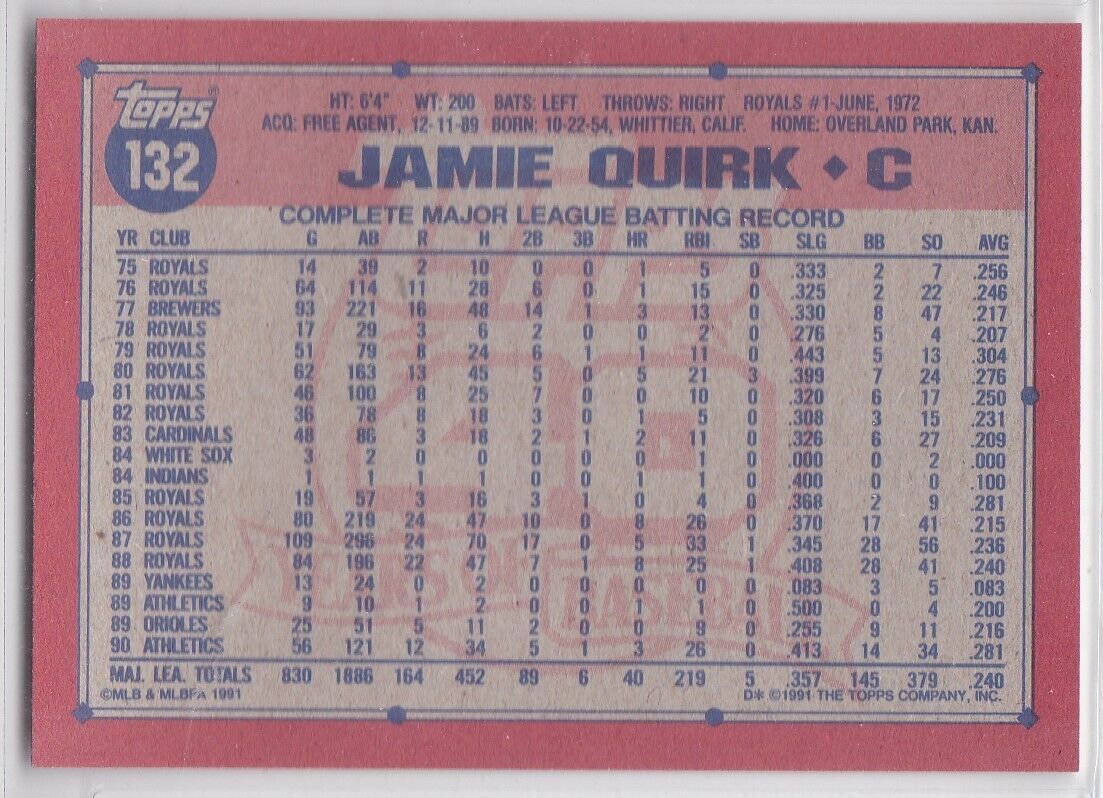 topps®
132
HT: 6'4" WT: 200 BATS: LEFT THROWS: RIGHT ROYALS #1-JUNE, 1972
ACQ: FREE AGENT, 12-11-89 BORN: 10-22-54, WHITTIER, CALIF. HOME: OVERLAND PARK, KAN.
JAMIE QUIRK ◆ C
COMPLETE MAJOR LEAGUE BATTING RECORD
YR CLUB G AB R H 2B 3B HR RBI SB SLG BB SO AVG
75 ROYALS 14 39 2 10 0 0 1 5 0 .333 2 7 .256
76 ROYALS 64 114 11 28 6 0 1 15 0 .325 2 22 .246
77 BREWERS 93 221 16 48 14 1 3 13 0 .330 8 47 .217
78 ROYALS 17 29 3 6 2 0 0 2 0 .276 5 4 .207
79 ROYALS 51 79 8 24 6 1 1 11 0 .443 5 13 .304
80 ROYALS 62 163 13 45 5 0 5 21 3 .399 7 24 .276
81 ROYALS 46 100 8 25 7 0 0 10 0 .320 6 17 .250
82 ROYALS 36 78 8 18 3 0 1 5 0 .308 3 15 .231
83 CARDINALS 48 86 3 18 2 1 2 11 0 .326 6 27 .209
84 WHITE SOX 3 2 0 0 0 0 0 1 0 .000 0 2 .000
84 INDIANS 1 1 1 1 0 0 1 1 0 .400 0 0 .100
85 ROYALS 19 57 3 16 3 1 0 4 0 .368 2 9 .281
86 ROYALS 80 219 24 47 10 0 8 26 0 .370 17 41 .215
87 ROYALS 109 296 24 70 17 0 5 33 1 .345 28 56 .236
88 ROYALS 84 196 22 47 7 1 8 25 1 .408 28 41 .240
89 YANKEES 13 24 0 2 0 0 0 0 0 .083 3 5 .083
89 ATHLETICS 9 10 1 2 0 0 1 1 0 .500 0 4 .200
89 ORIOLES 25 51 5 11 2 0 0 9 0 .255 9 11 .216
90 ATHLETICS 56 121 12 34 5 1 3 26 0 .413 14 34 .281
MAJ. LEA. TOTALS 830 1886 164 452 89 6 40 219 5 .357 145 379 .240
©MLB & MLBPA 1991 D* ©1991 THE TOPPS COMPANY, INC.
40
YEARS OF BASEBALL